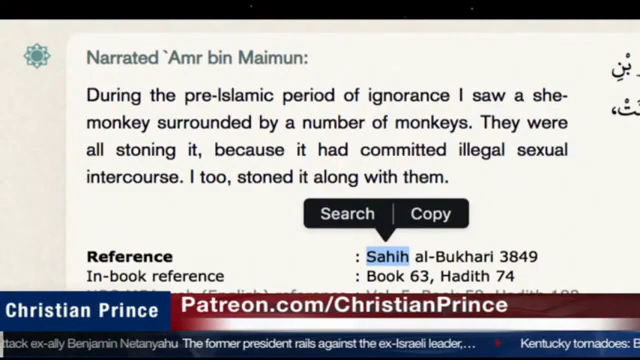 Narrated `Amr bin Maimun:
During the pre-Islamic period of ignorance I saw a she-
monkey surrounded by a number of monkeys. They were
all stoning it, because it had committed illegal sexual
intercourse. I too, stoned it along with them.
Search Copy
Reference : Sahih al-Bukhari 3849
In-book reference : Book 63, Hadith 74
Christian Prince Patreon.com/ChristianPrince
ex-ally Benjamin Netanyahu The former president rails against the ex-Israeli leader,... Kentucky tornadoes: